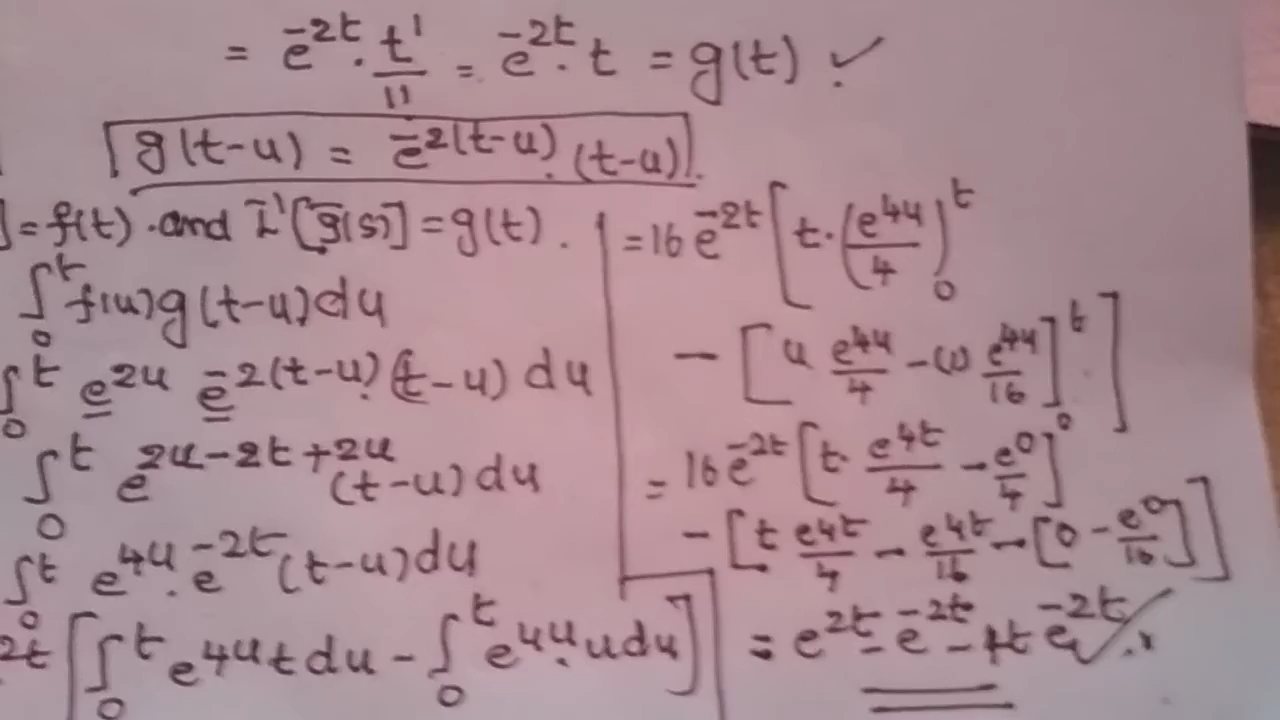 = e^-2t · t^1/1! = e^-2t · t = g(t) ✓
g(t-u) = e^-2(t-u) · (t-u).
] = f(t) . and L^-1[g̅(s)] = g(t) .
∫_0^t f(u) g(t-u) du
∫_0^t e^2u e^-2(t-u) (t-u) du
∫_0^t e^2u-2t+2u (t-u) du
∫_0^t e^4u . e^-2t (t-u) du
2t [ ∫_0^t e^4u t du - ∫_0^t e^4u . u du ]
= 16 e^-2t [ t · (e^4u/4)_0^t
- [ u e^4u/4 - (1) e^4u/16 ]_0^t ]
= 16 e^-2t [ t · e^4t/4 - e^0/4 ]
- [ t e^4t/4 - e^4t/16 - [ 0 - e^0/16 ] ]
= e^2t - e^-2t - 4t e^-2t